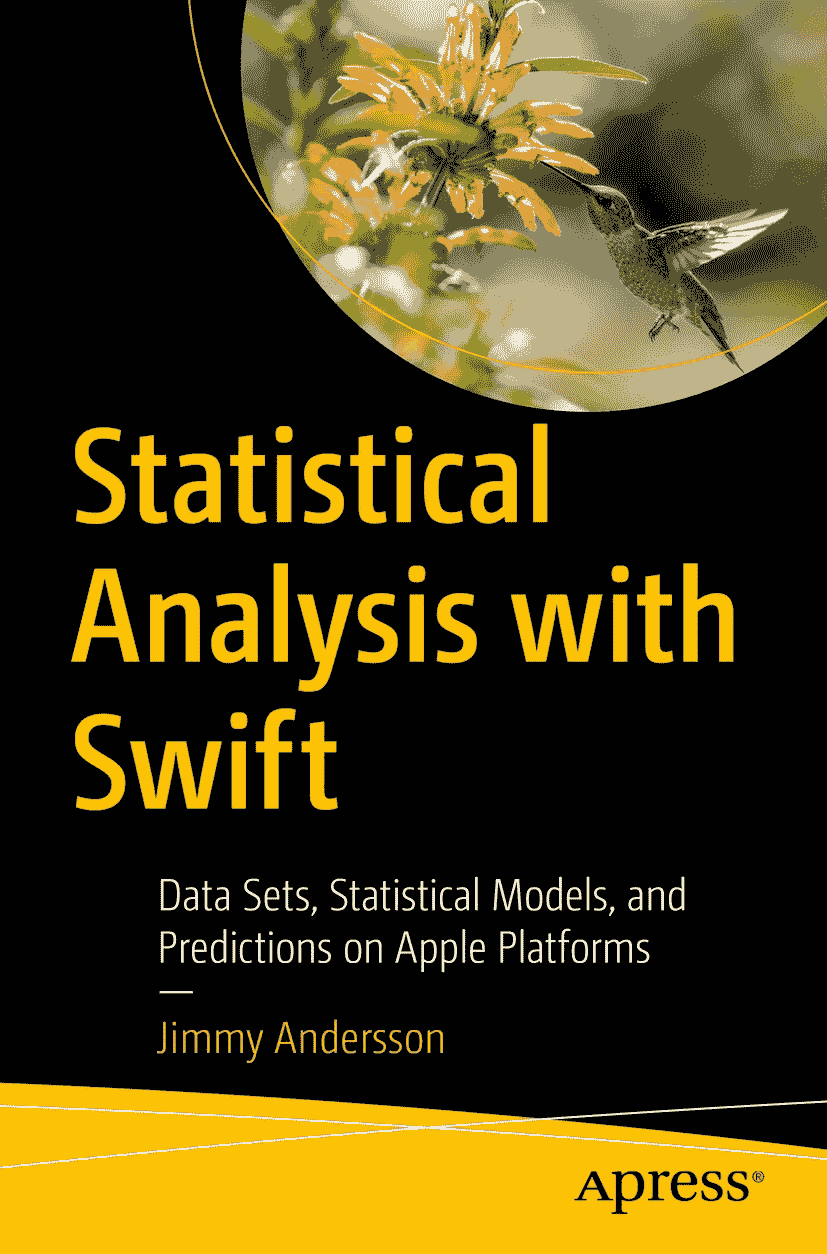 Statistical
Analysis with
Swift
Data Sets, Statistical Models, and
Predictions on Apple Platforms
—
Jimmy Andersson
Apress®